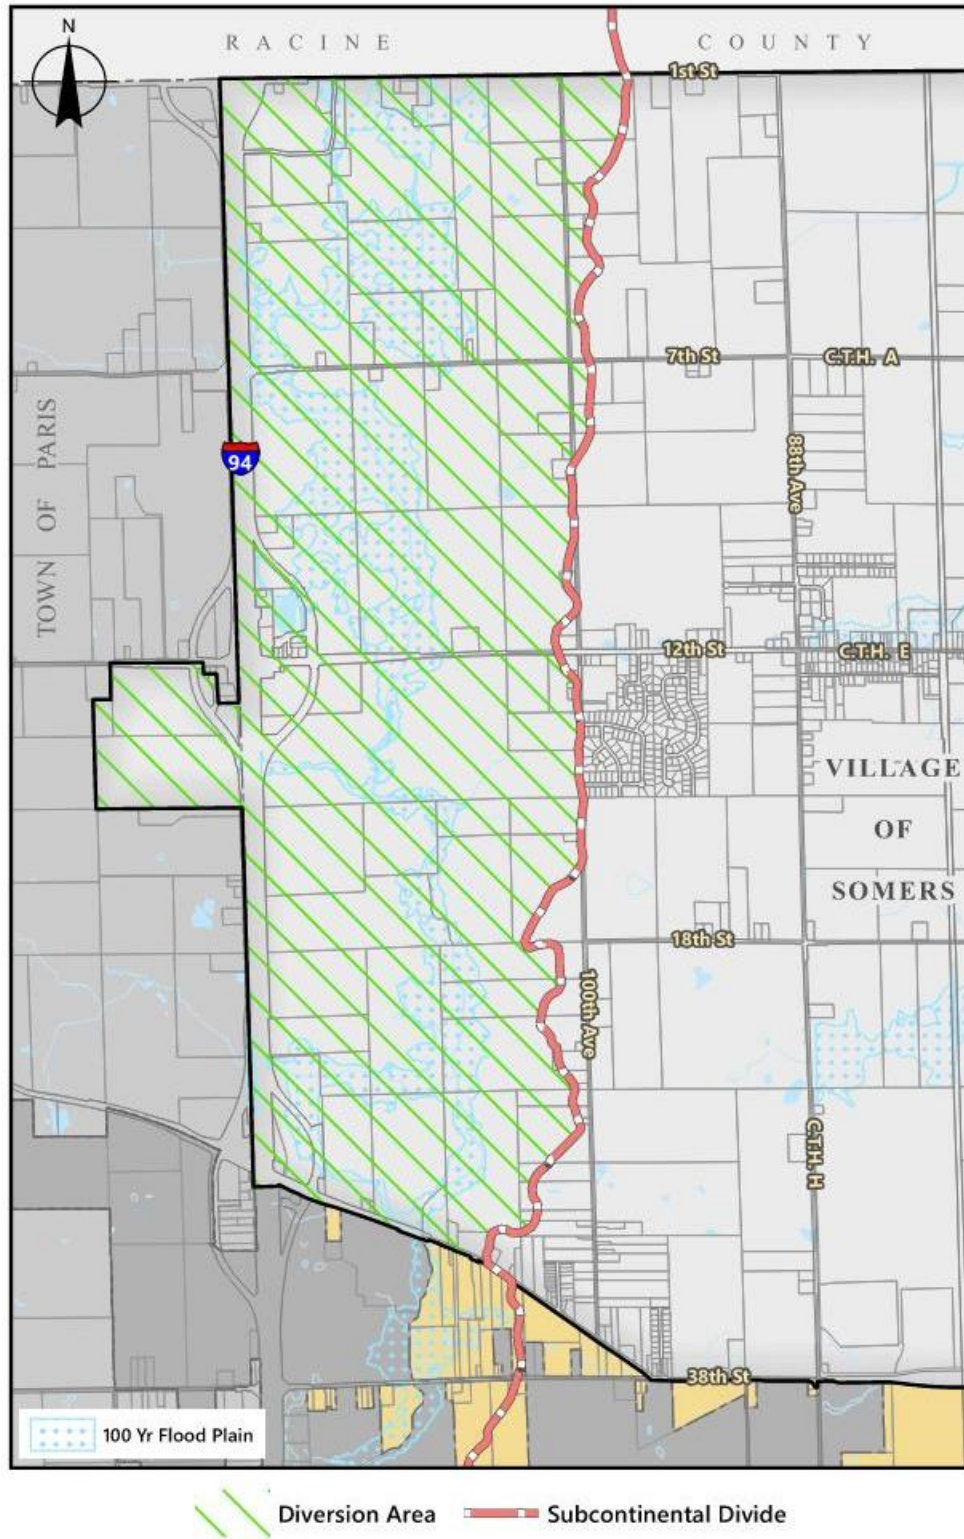 N
RACINE COUNTY
1st St
7th St
C.T.H. A
TOWN OF PARIS
94
88th Ave
12th St
C.T.H. E
VILLAGE
OF
SOMERS
18th St
100th Ave
C.T.H. H
38th St
100 Yr Flood Plain
Diversion Area
Subcontinental Divide